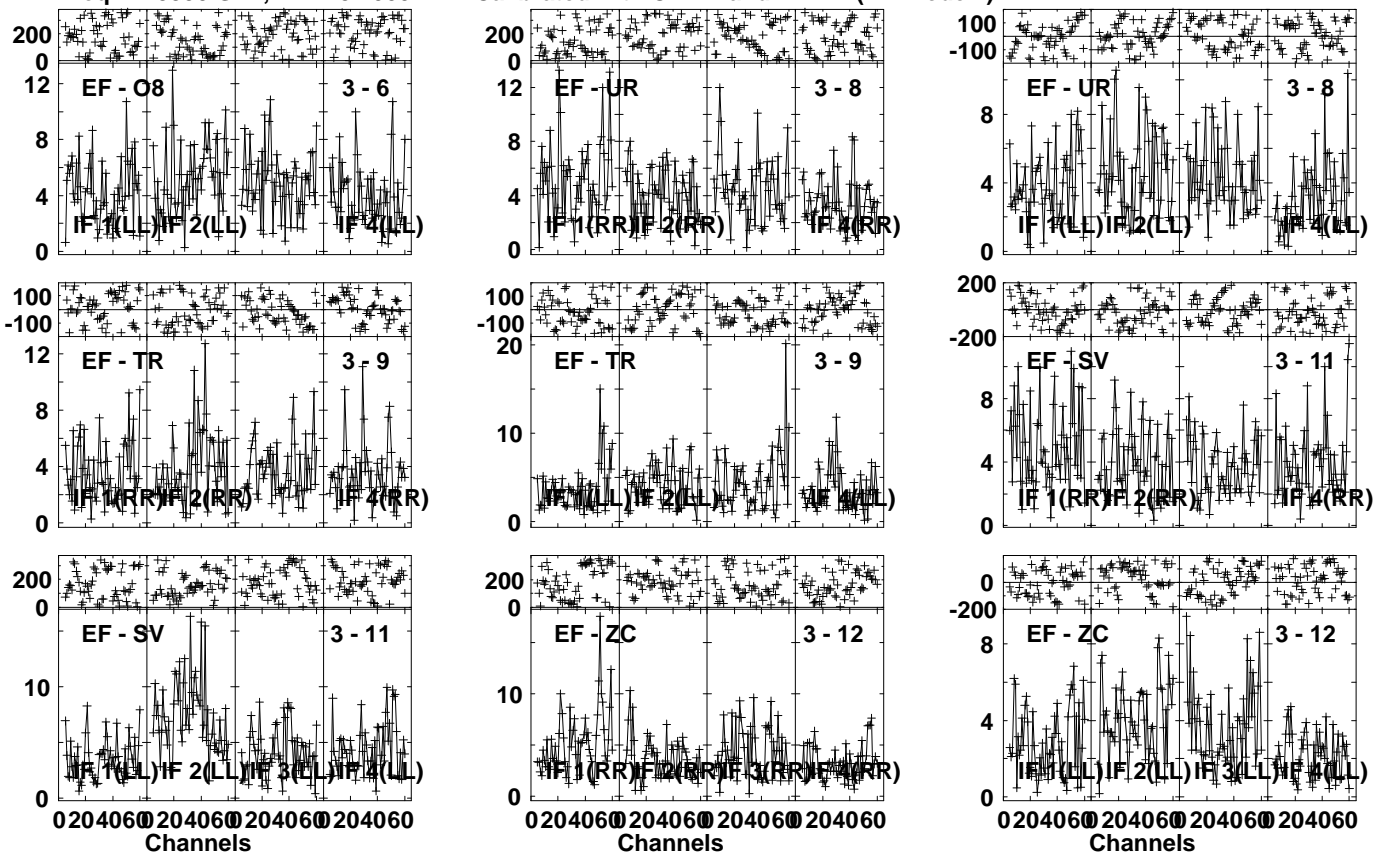 200
0
12
8
4
0
EF - O8
3 - 6
IF 1(LL)
IF 2(LL)
IF 4(LL)
200
0
12
8
4
0
EF - UR
3 - 8
IF 1(RR)
IF 2(RR)
IF 4(RR)
100
-100
8
4
0
EF - UR
3 - 8
IF 1(LL)
IF 2(LL)
IF 4(LL)
100
-100
12
8
4
0
EF - TR
3 - 9
IF 1(RR)
IF 2(RR)
IF 4(RR)
100
-100
20
10
0
EF - TR
3 - 9
IF 1(LL)
IF 2(LL)
IF 4(LL)
200
-200
8
4
0
EF - SV
3 - 11
IF 1(RR)
IF 2(RR)
IF 4(RR)
200
0
10
0
EF - SV
3 - 11
IF 1(LL)
IF 2(LL)
IF 3(LL)
IF 4(LL)
0 20 40 60 0 20 40 60 0 20 40 60 0 20 40 60
Channels
200
0
10
0
EF - ZC
3 - 12
IF 1(RR)
IF 2(RR)
IF 3(RR)
IF 4(RR)
0 20 40 60 0 20 40 60 0 20 40 60 0 20 40 60
Channels
0
-200
8
4
0
EF - ZC
3 - 12
IF 1(LL)
IF 2(LL)
IF 3(LL)
IF 4(LL)
0 20 40 60 0 20 40 60 0 20 40 60 0 20 40 60
Channels